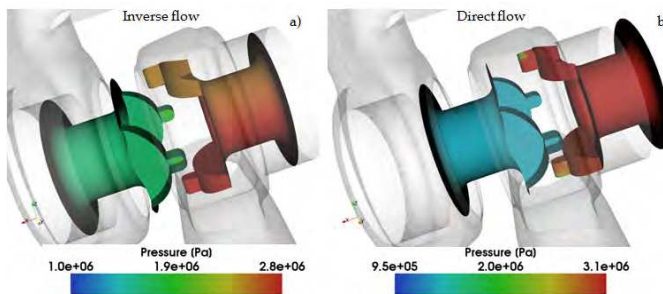 Inverse flow
a)
Direct flow
b
Pressure (Pa)
1.0e+06 1.9e+06 2.8e+06
Pressure (Pa)
9.5e+05 2.0e+06 3.1e+06